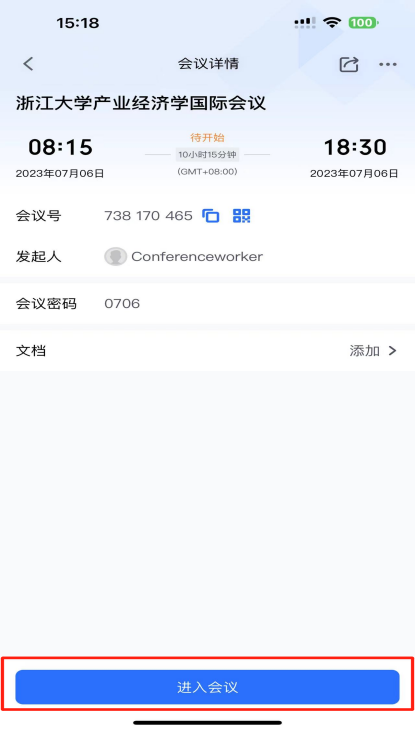 15:18
100
会议详情
浙江大学产业经济学国际会议
08:15 待开始 18:30
10小时15分钟
2023年07月06日 (GMT+08:00) 2023年07月06日
会议号 738 170 465
发起人 Conferenceworker
会议密码 0706
文档 添加
进入会议